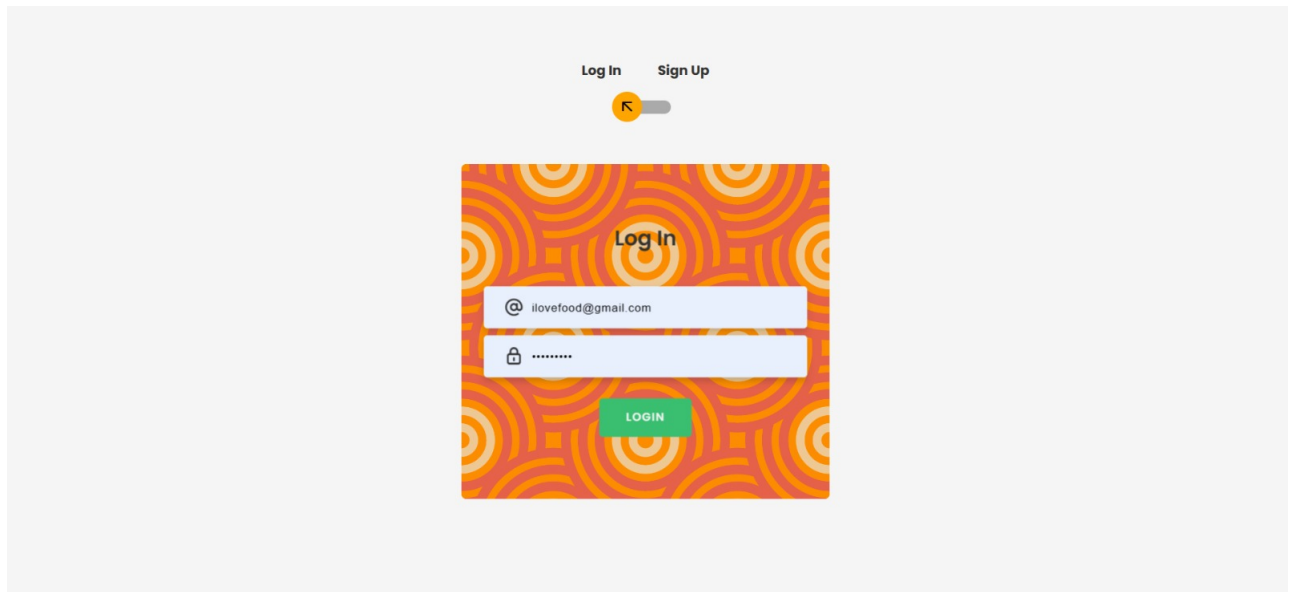 Log In Sign Up
Log In
@ ilovefood@gmail.com
•••••••••
LOGIN